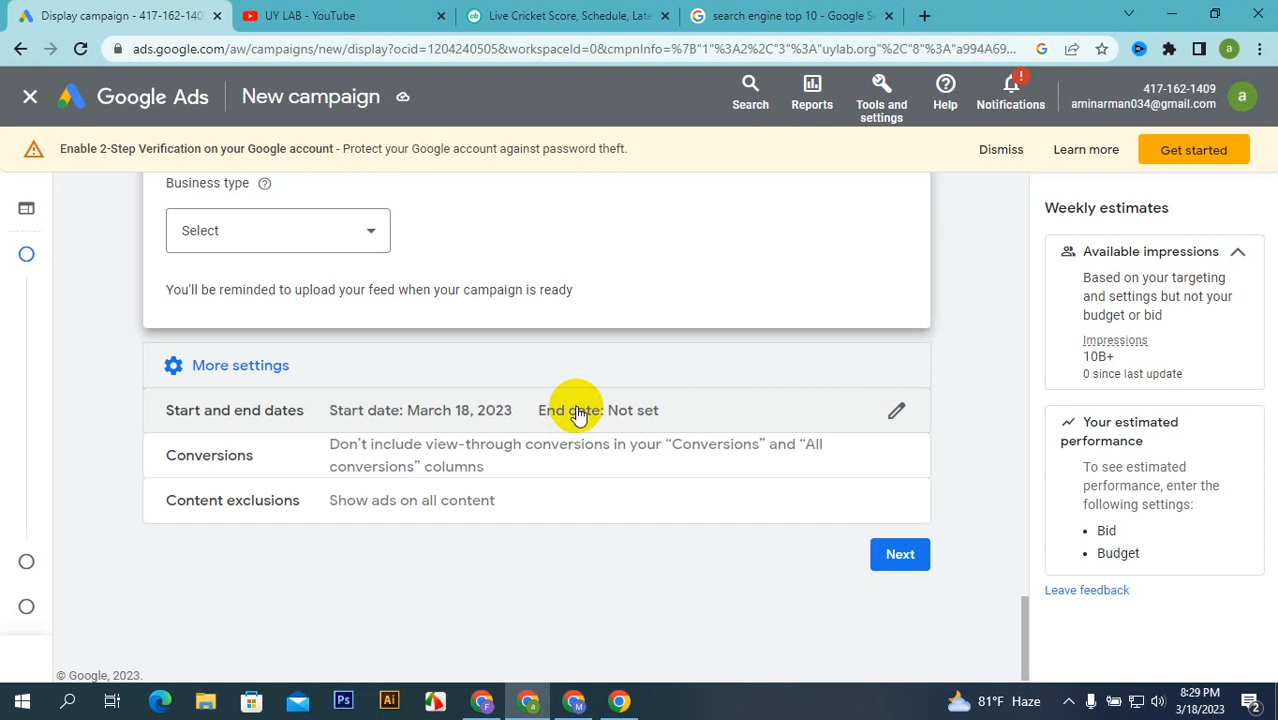 Display campaign - 417-162-140
UY LAB - YouTube
Live Cricket Score, Schedule, Late
search engine top 10 - Google Se
ads.google.com/aw/campaigns/new/display?ocid=1204240505&workspaceId=0&cmpnInfo=%7B"1"%3A2%2C"3"%3A"uylab.org"%2C"8"%3A"a994A69...
a
Google Ads
New campaign
Search
Reports
Tools and settings
Help
Notifications
417-162-1409
aminarman034@gmail.com
a
Enable 2-Step Verification on your Google account - Protect your Google account against password theft.
Dismiss
Learn more
Get started
Business type
Select
You'll be reminded to upload your feed when your campaign is ready
More settings
Start and end dates
Start date: March 18, 2023
End date: Not set
Conversions
Don't include view-through conversions in your "Conversions" and "All
conversions" columns
Content exclusions
Show ads on all content
Next
Weekly estimates
Available impressions
Based on your targeting
and settings but not your
budget or bid
Impressions
10B+
0 since last update
Your estimated
performance
To see estimated
performance, enter the
following settings:
• Bid
• Budget
Leave feedback
© Google, 2023.
81°F Haze
8:29 PM
3/18/2023
2